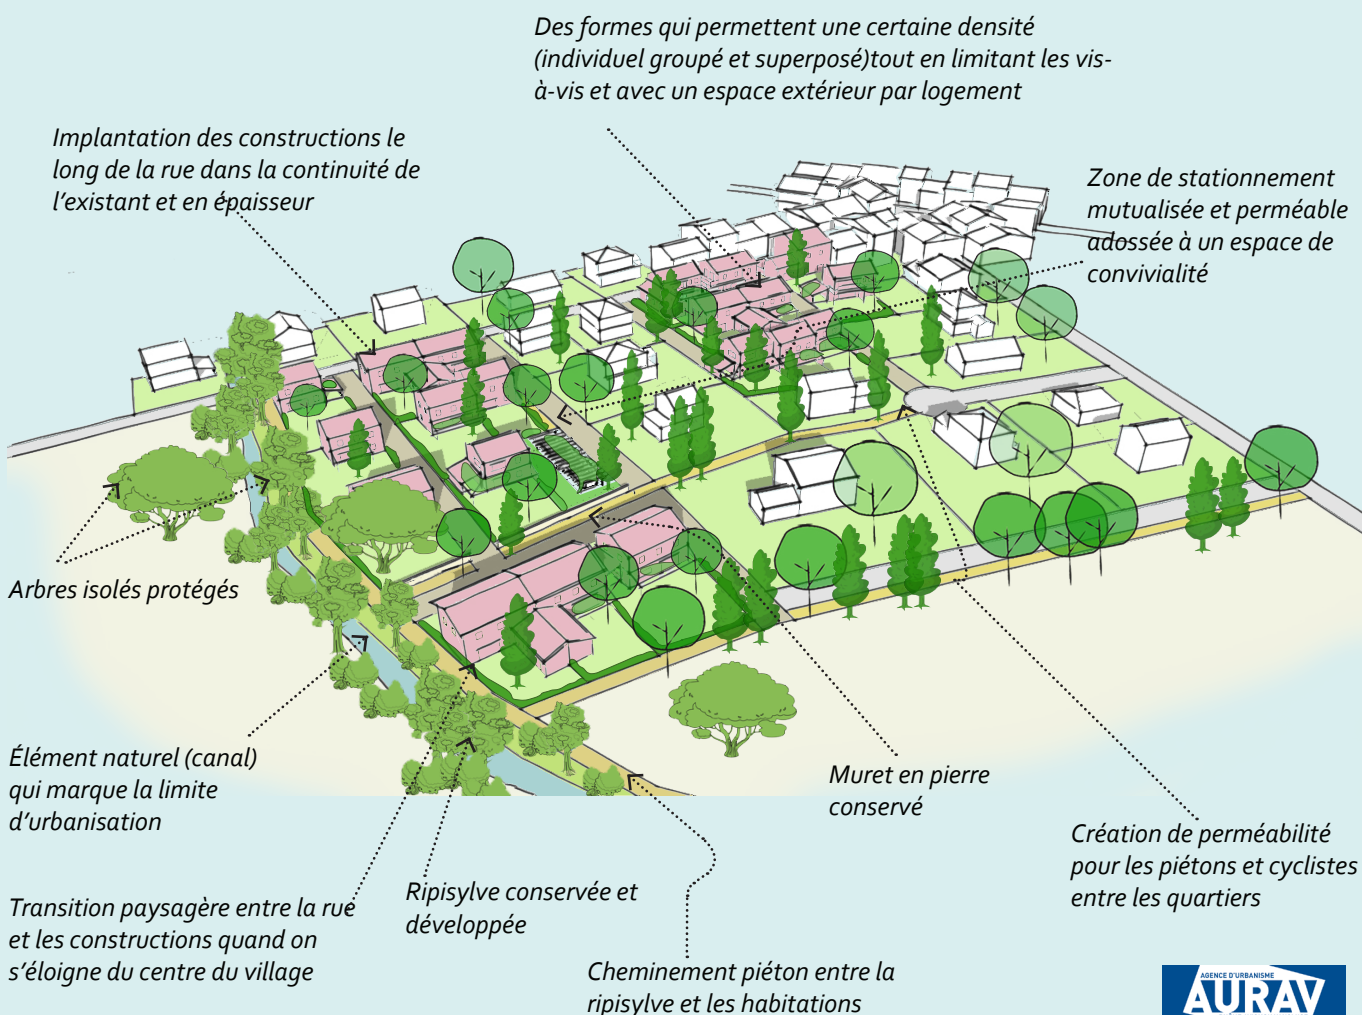 Des formes qui permettent une certaine densité
(individuel groupé et superposé)tout en limitant les vis-
à-vis et avec un espace extérieur par logement
Implantation des constructions le
long de la rue dans la continuité de
l'existant et en épaisseur
Zone de stationnement
mutualisée et perméable
adossée à un espace de
convivialité
Arbres isolés protégés
Élément naturel (canal)
qui marque la limite
d'urbanisation
Muret en pierre
conservé
Création de perméabilité
pour les piétons et cyclistes
entre les quartiers
Transition paysagère entre la rue
et les constructions quand on
s'éloigne du centre du village
Ripisylve conservée et
développée
Cheminement piéton entre la
ripisylve et les habitations
AGENCE D'URBANISME
AURAV